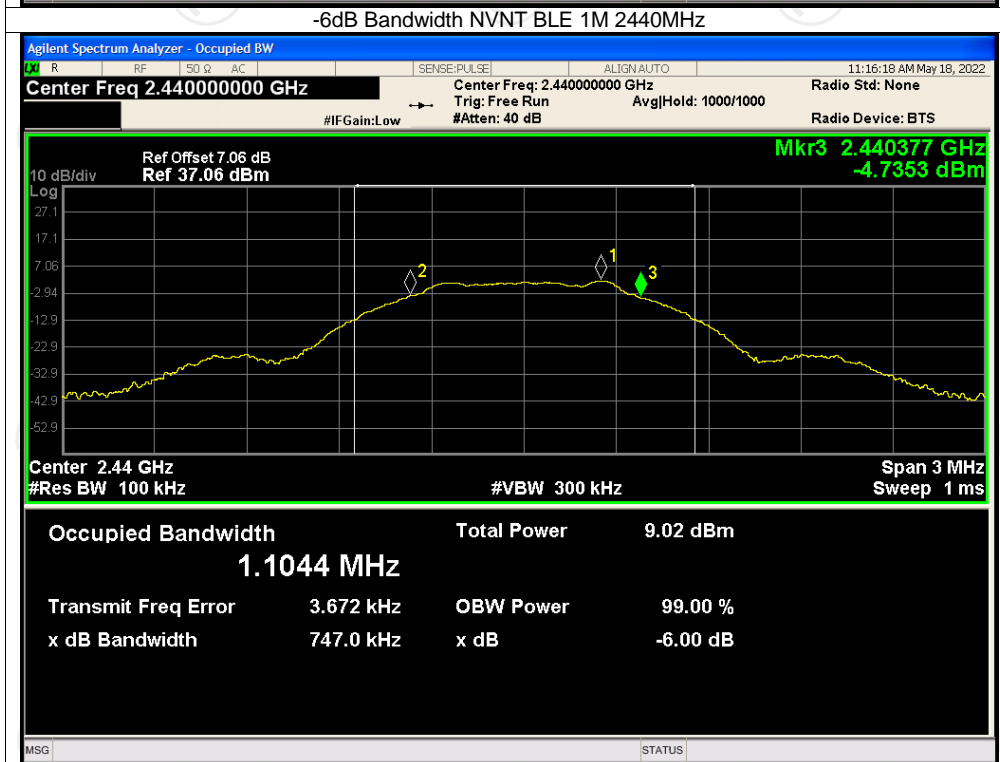 -6dB Bandwidth NVNT BLE 1M 2440MHz
Agilent Spectrum Analyzer - Occupied BW
LXI R RF 50 Ω AC SENSE:PULSE ALIGN AUTO 11:16:18 AM May 18, 2022
Center Freq 2.440000000 GHz Center Freq: 2.440000000 GHz Radio Std: None
Trig: Free Run Avg|Hold: 1000/1000
#IFGain:Low #Atten: 40 dB Radio Device: BTS
Mkr3 2.440377 GHz
-4.7353 dBm
Ref Offset 7.06 dB
10 dB/div Ref 37.06 dBm
Log
27.1
17.1
7.06
-2.94
-12.9
-22.9
-32.9
-42.9
-52.9
2
1
3
Center 2.44 GHz Span 3 MHz
#Res BW 100 kHz #VBW 300 kHz Sweep 1 ms
Occupied Bandwidth Total Power 9.02 dBm
1.1044 MHz
Transmit Freq Error 3.672 kHz OBW Power 99.00 %
x dB Bandwidth 747.0 kHz x dB -6.00 dB
MSG STATUS